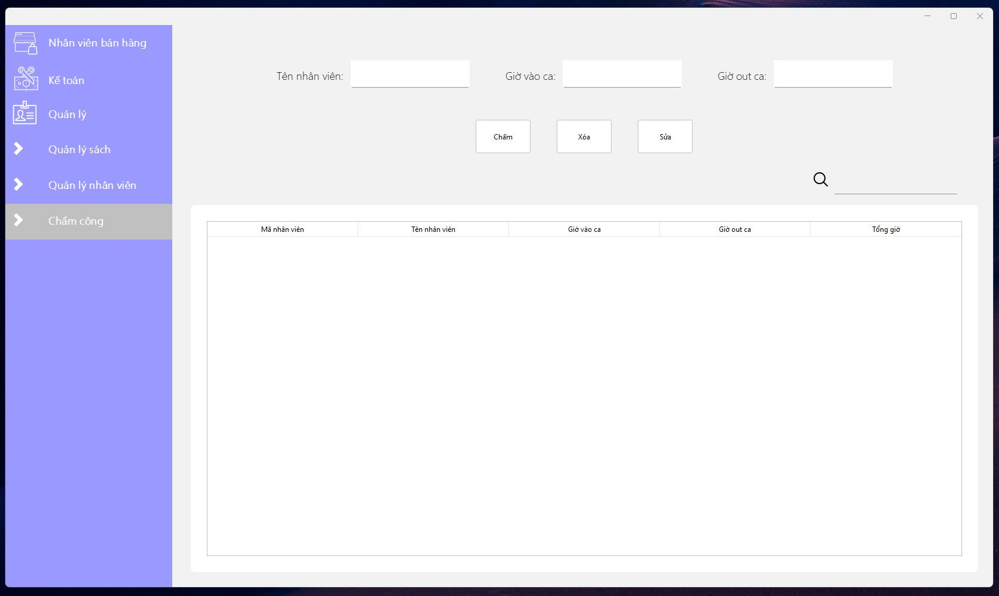 Nhân viên bán hàng
Kế toán
Quản lý
Quản lý sách
Quản lý nhân viên
Chấm công
Tên nhân viên: Giờ vào ca: Giờ out ca:
Chấm Xóa Sửa
Mã nhân viên Tên nhân viên Giờ vào ca Giờ out ca Tổng giờ